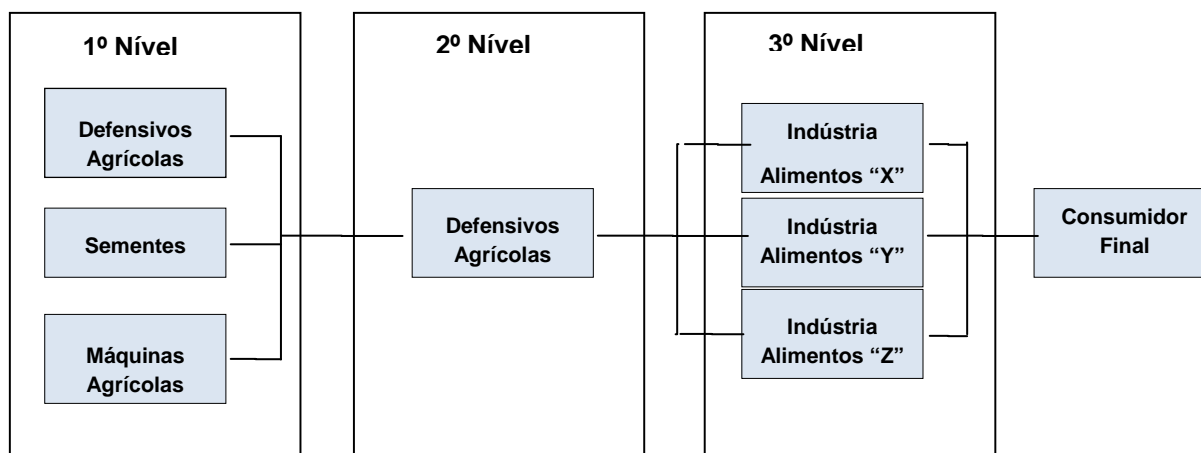 1º Nível
Defensivos
Agrícolas
Sementes
Máquinas
Agrícolas
2º Nível
Defensivos
Agrícolas
3º Nível
Indústria
Alimentos “X”
Indústria
Alimentos “Y”
Indústria
Alimentos “Z”
Consumidor
Final